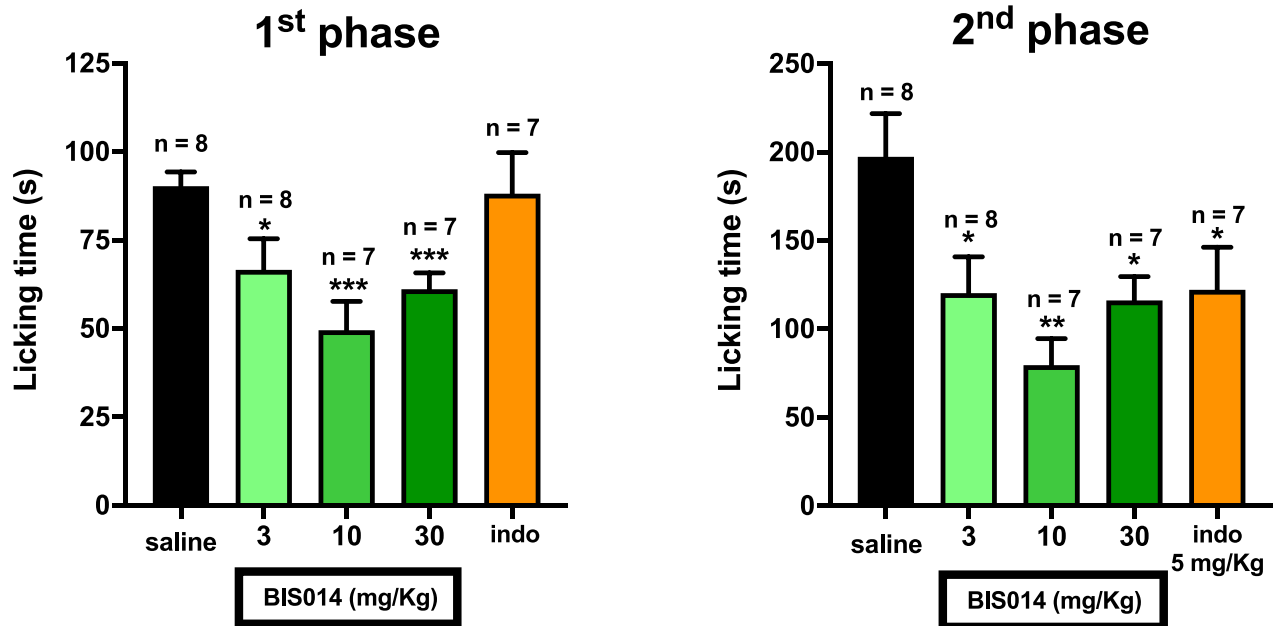 1st phase
Licking time (s)
125
100
75
50
25
0
n = 8
n = 8
*
n = 7
***
n = 7
***
n = 7
saline
3
10
30
indo
BIS014 (mg/Kg)
2nd phase
Licking time (s)
250
200
150
100
50
0
n = 8
n = 8
*
n = 7
**
n = 7
*
n = 7
*
saline
3
10
30
indo
5 mg/Kg
BIS014 (mg/Kg)